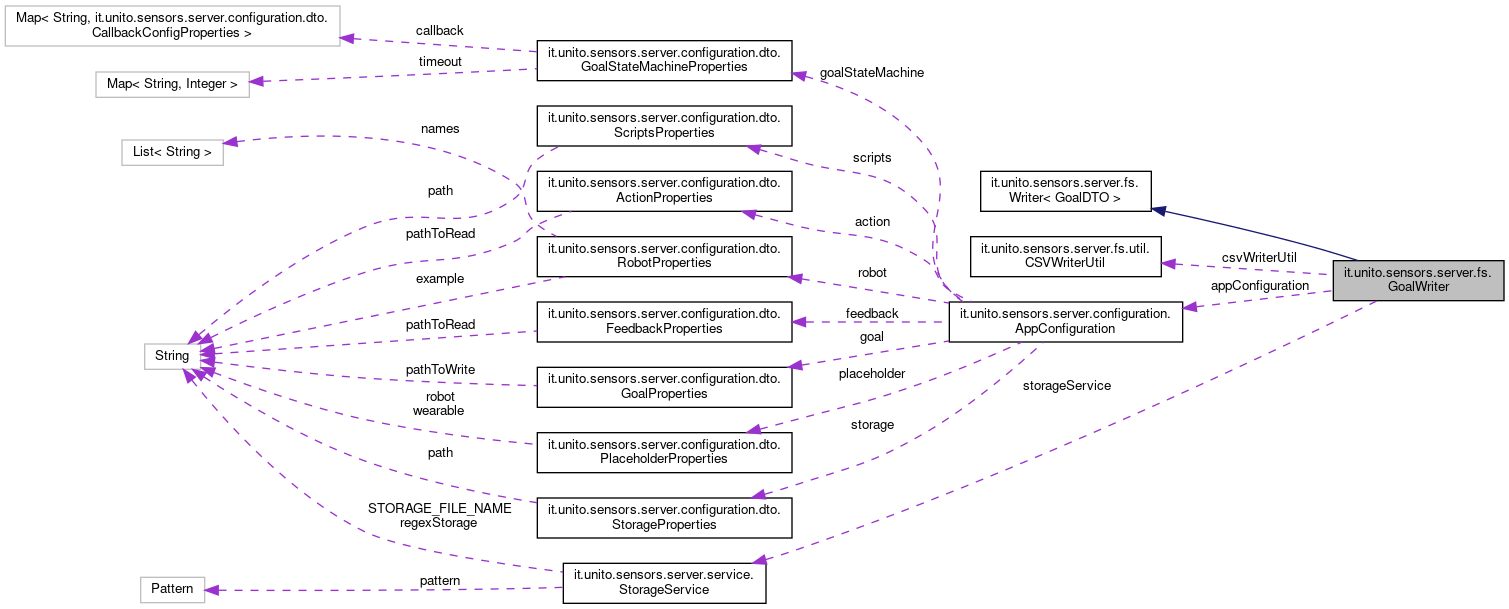 Map< String, it.unito.sensors.server.configuration.dto.
CallbackConfigProperties >
Map< String, Integer >
List< String >
String
Pattern
callback
timeout
names
path
pathToRead
example
pathToRead
pathToWrite
robot
wearable
path
STORAGE_FILE_NAME
regexStorage
pattern
it.unito.sensors.server.configuration.dto.
GoalStateMachineProperties
it.unito.sensors.server.configuration.dto.
ScriptsProperties
it.unito.sensors.server.configuration.dto.
ActionProperties
it.unito.sensors.server.configuration.dto.
RobotProperties
it.unito.sensors.server.configuration.dto.
FeedbackProperties
it.unito.sensors.server.configuration.dto.
GoalProperties
it.unito.sensors.server.configuration.dto.
PlaceholderProperties
it.unito.sensors.server.configuration.dto.
StorageProperties
it.unito.sensors.server.service.
StorageService
goalStateMachine
scripts
action
robot
feedback
goal
placeholder
storage
it.unito.sensors.server.fs.
Writer< GoalDTO >
it.unito.sensors.server.fs.util.
CSVWriterUtil
it.unito.sensors.server.configuration.
AppConfiguration
csvWriterUtil
appConfiguration
storageService
it.unito.sensors.server.fs.
GoalWriter